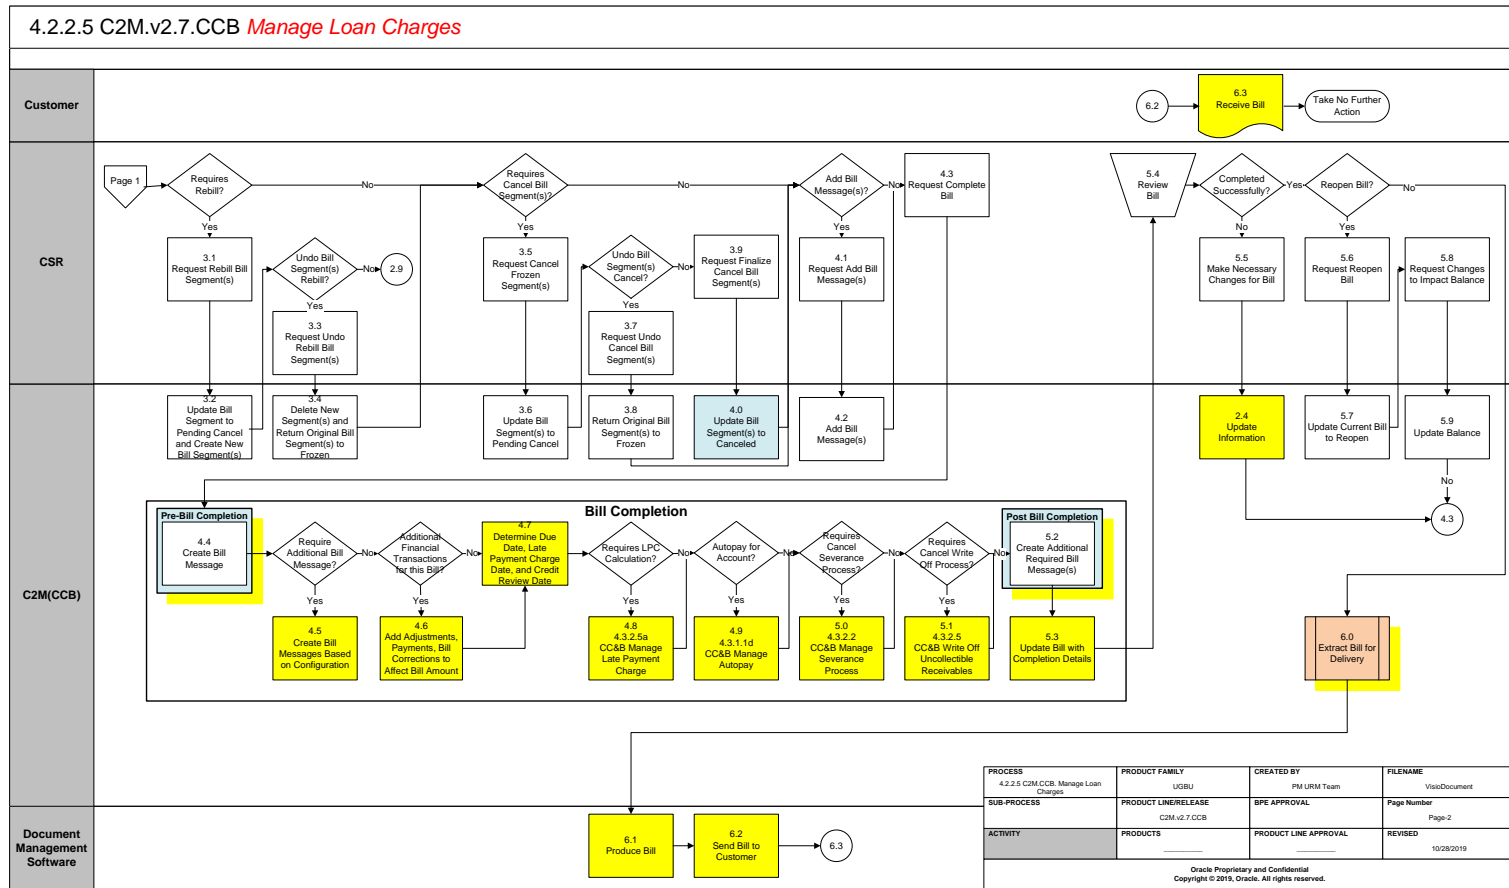 4.2.2.5 C2M.v2.7.CCB Manage Loan Charges
Customer
6.2
6.3
Receive Bill
Take No Further
Action
CSR
Page 1
Requires
Rebill?
No
Yes
3.1
Request Rebill Bill
Segment(s)
Undo Bill
Segment(s)
Rebill?
No
2.9
Yes
3.3
Request Undo
Rebill Bill
Segment(s)
Requires
Cancel Bill
Segment(s)?
No
Yes
3.5
Request Cancel
Frozen
Segment(s)
Undo Bill
Segment(s)
Cancel?
No
Yes
3.7
Request Undo
Cancel Bill
Segment(s)
3.9
Request Finalize
Cancel Bill
Segment(s)
Add Bill
Message(s)?
No
Yes
4.1
Request Add Bill
Message(s)
4.3
Request Complete
Bill
5.4
Review
Bill
Completed
Successfully?
Yes
No
5.5
Make Necessary
Changes for Bill
Reopen Bill?
No
Yes
5.6
Request Reopen
Bill
5.8
Request Changes
to Impact Balance
C2M(CCB)
3.2
Update Bill
Segment to
Pending Cancel
and Create New
Bill Segment(s)
3.4
Delete New
Segment(s) and
Return Original Bill
Segment(s) to
Frozen
3.6
Update Bill
Segment(s) to
Pending Cancel
3.8
Return Original Bill
Segment(s) to
Frozen
4.0
Update Bill
Segment(s) to
Canceled
4.2
Add Bill
Message(s)
2.4
Update
Information
5.7
Update Current Bill
to Reopen
5.9
Update Balance
No
4.3
Bill Completion
Pre-Bill Completion
4.4
Create Bill
Message
Require
Additional Bill
Message?
No
Yes
4.5
Create Bill
Messages Based
on Configuration
Additional
Financial
Transactions
for this Bill?
No
Yes
4.6
Add Adjustments,
Payments, Bill
Corrections to
Affect Bill Amount
4.7
Determine Due
Date, Late
Payment Charge
Date, and Credit
Review Date
Requires LPC
Calculation?
No
Yes
4.8
4.3.2.5a
CC&B Manage
Late Payment
Charge
Autopay for
Account?
No
Yes
4.9
4.3.1.1d
CC&B Manage
Autopay
Requires
Cancel
Severance
Process?
No
Yes
5.0
4.3.2.2
CC&B Manage
Severance
Process
Requires
Cancel Write
Off Process?
No
Yes
5.1
4.3.2.5
CC&B Write Off
Uncollectible
Receivables
Post Bill Completion
5.2
Create Additional
Required Bill
Message(s)
5.3
Update Bill with
Completion Details
6.0
Extract Bill for
Delivery
Document
Management
Software
6.1
Produce Bill
6.2
Send Bill to
Customer
6.3
PROCESS
4.2.2.5 C2M.CCB. Manage Loan
Charges
PRODUCT FAMILY
UGBU
CREATED BY
PM URM Team
FILENAME
VisioDocument
SUB-PROCESS
PRODUCT LINE/RELEASE
C2M.v2.7.CCB
BPE APPROVAL
Page Number
Page-2
ACTIVITY
PRODUCTS
PRODUCT LINE APPROVAL
REVISED
10/28/2019
Oracle Proprietary and Confidential
Copyright © 2019, Oracle. All rights reserved.